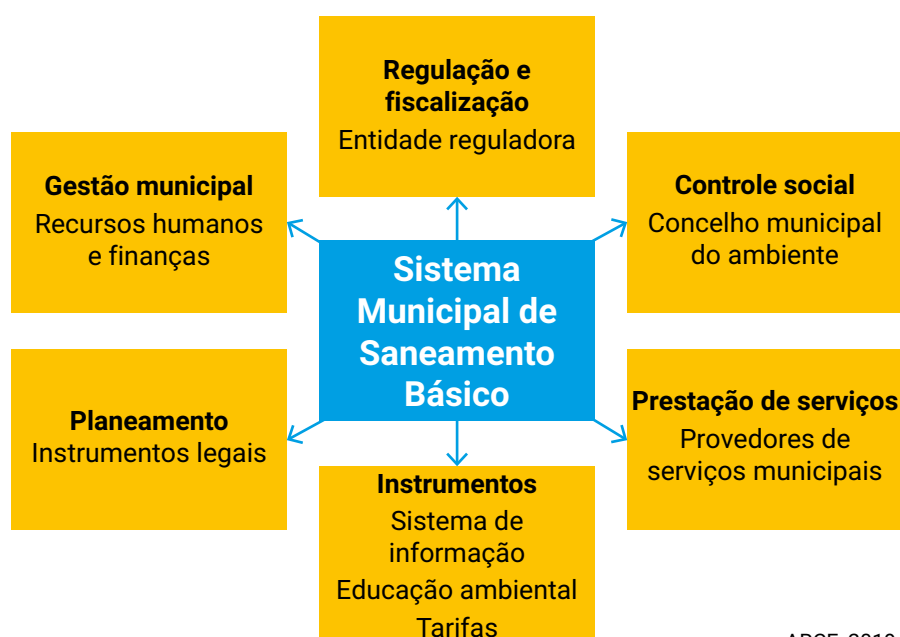 Regulação e
fiscalização
Entidade reguladora
Gestão municipal
Recursos humanos
e finanças
Controle social
Concelho municipal
do ambiente
Sistema
Municipal de
Saneamento
Básico
Planeamento
Instrumentos legais
Prestação de serviços
Provedores de
serviços municipais
Instrumentos
Sistema de
informação
Educação ambiental
Tarifas